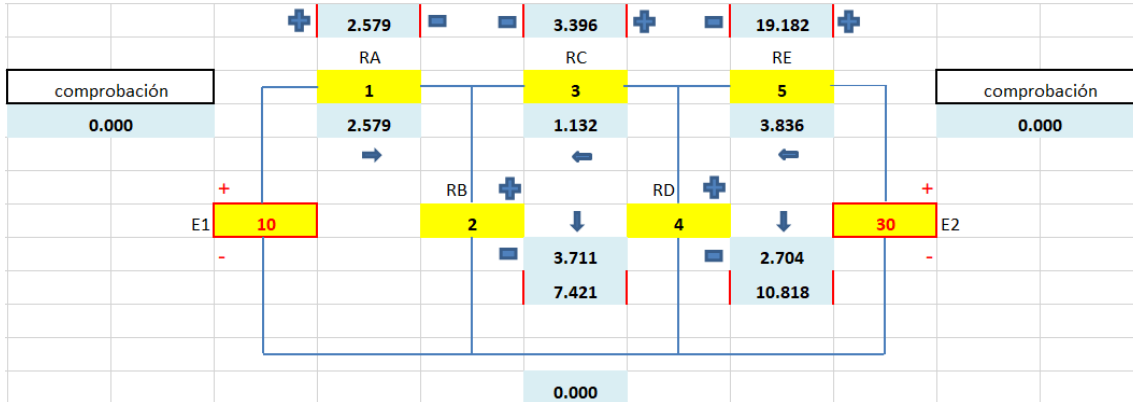 2.579 3.396 19.182
RA RC RE
comprobación 1 3 5 comprobación
0.000 2.579 1.132 3.836 0.000
+ RB RD +
E1 10 2 4 30 E2
- 3.711 2.704 -
7.421 10.818
0.000